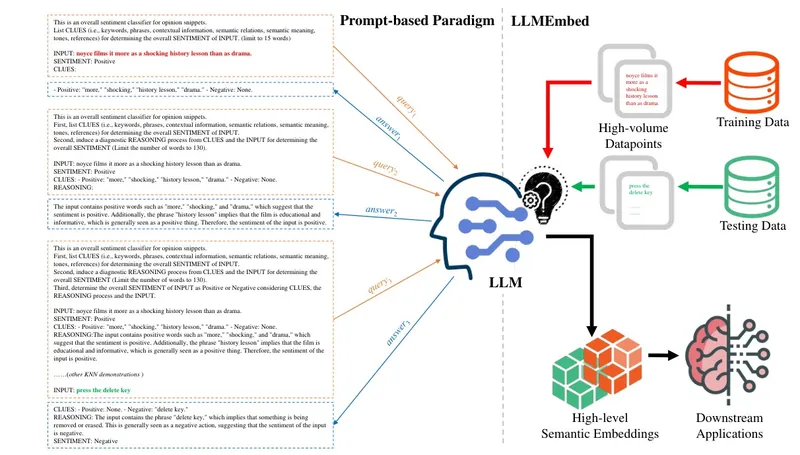 Prompt-based Paradigm
LLMEmbed
This is an overall sentiment classifier for opinion snippets.
List CLUES (i.e., keywords, phrases, contextual information, semantic relations, semantic meaning,
tones, references) for determining the overall SENTIMENT of INPUT. (limit to 15 words)
INPUT: noyce films it more as a shocking history lesson than as drama.
SENTIMENT: Positive
CLUES:
- Positive: "more," "shocking," "history lesson," "drama." - Negative: None.
This is an overall sentiment classifier for opinion snippets.
First, list CLUES (i.e., keywords, phrases, contextual information, semantic relations, semantic meaning,
tones, references) for determining the overall SENTIMENT of INPUT.
Second, induce a diagnostic REASONING process from CLUES and the INPUT for determining the
overall SENTIMENT (Limit the number of words to 130).
INPUT: noyce films it more as a shocking history lesson than as drama.
SENTIMENT: Positive
CLUES: - Positive: "more," "shocking," "history lesson," "drama." - Negative: None.
REASONING:
The input contains positive words such as "more," "shocking," and "drama," which suggest that the
sentiment is positive. Additionally, the phrase "history lesson" implies that the film is educational and
informative, which is generally seen as a positive thing. Therefore, the sentiment of the input is positive.
This is an overall sentiment classifier for opinion snippets.
First, list CLUES (i.e., keywords, phrases, contextual information, semantic relations, semantic meaning,
tones, references) for determining the overall SENTIMENT of INPUT.
Second, induce a diagnostic REASONING process from CLUES and the INPUT for determining the
overall SENTIMENT (Limit the number of words to 130).
Third, determine the overall SENTIMENT of INPUT as Positive or Negative considering CLUES, the
REASONING process and the INPUT.
INPUT: noyce films it more as a shocking history lesson than as drama.
SENTIMENT: Positive
CLUES: - Positive: "more," "shocking," "history lesson," "drama." - Negative: None.
REASONING:The input contains positive words such as "more," "shocking," and "drama," which
suggest that the sentiment is positive. Additionally, the phrase "history lesson" implies that the film is
educational and informative, which is generally seen as a positive thing. Therefore, the sentiment of the
input is positive.
......(other KNN demonstrations )
INPUT: press the delete key
CLUES: - Positive: None. - Negative: "delete key."
REASONING: The input contains the phrase "delete key," which implies that something is being
removed or erased. This is generally seen as a negative action, suggesting that the sentiment of the input
is negative.
SENTIMENT: Negative
query1
answer1
query2
answer2
query3
answer3
LLM
noyce films it
more as a
shocking
history lesson
than as drama
High-volume
Datapoints
Training Data
press the
delete key
......
......
Testing Data
High-level
Semantic Embeddings
Downstream
Applications